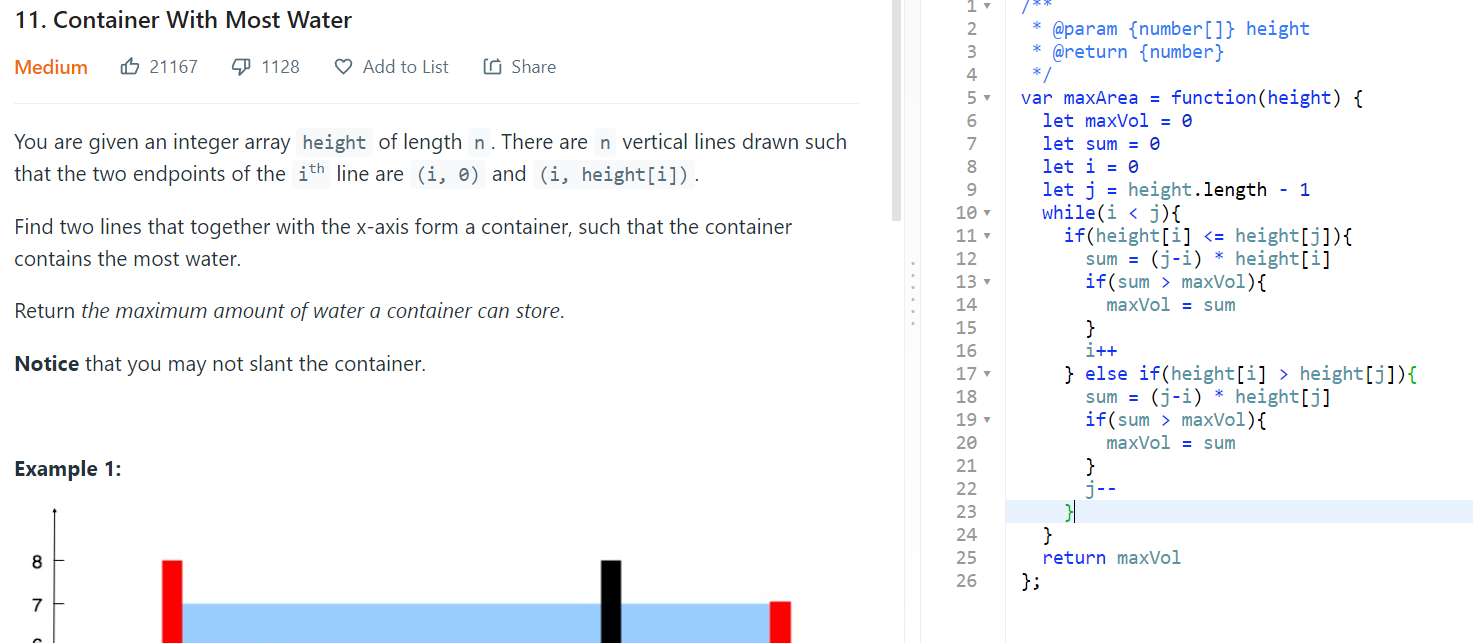 11. Container With Most Water
Medium 21167 1128 Add to List Share
You are given an integer array height of length n. There are n vertical lines drawn such
that the two endpoints of the ith line are (i, 0) and (i, height[i]).
Find two lines that together with the x-axis form a container, such that the container
contains the most water.
Return the maximum amount of water a container can store.
Notice that you may not slant the container.
Example 1:
8
7
1 /**
2  * @param {number[]} height
3  * @return {number}
4  */
5 var maxArea = function(height) {
6   let maxVol = 0
7   let sum = 0
8   let i = 0
9   let j = height.length - 1
10   while(i < j){
11     if(height[i] <= height[j]){
12       sum = (j-i) * height[i]
13       if(sum > maxVol){
14         maxVol = sum
15       }
16       i++
17     } else if(height[i] > height[j]){
18       sum = (j-i) * height[j]
19       if(sum > maxVol){
20         maxVol = sum
21       }
22       j--
23     }
24   }
25   return maxVol
26 };